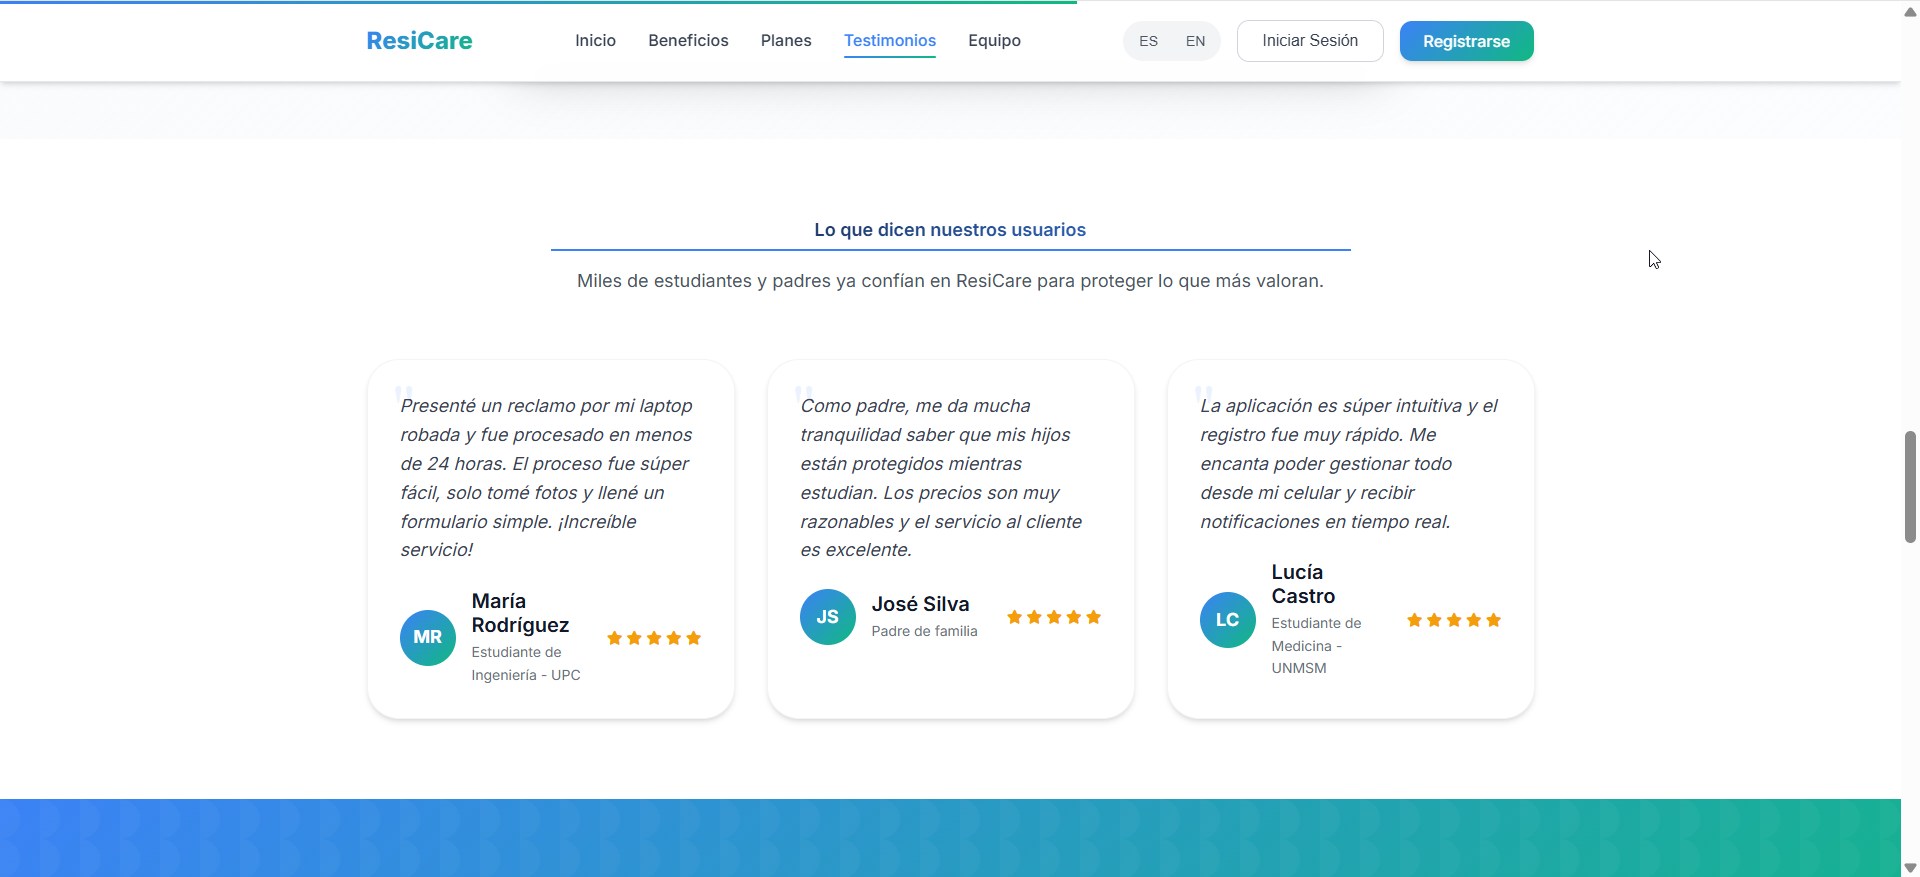 ResiCare
Inicio
Beneficios
Planes
Testimonios
Equipo
ES
EN
Iniciar Sesión
Registrarse
Lo que dicen nuestros usuarios
Miles de estudiantes y padres ya confían en ResiCare para proteger lo que más valoran.
"
Presenté un reclamo por mi laptop
robada y fue procesado en menos
de 24 horas. El proceso fue súper
fácil, solo tomé fotos y llené un
formulario simple. ¡Increíble
servicio!
MR
María
Rodríguez
Estudiante de
Ingeniería - UPC
"
Como padre, me da mucha
tranquilidad saber que mis hijos
están protegidos mientras
estudian. Los precios son muy
razonables y el servicio al cliente
es excelente.
JS
José Silva
Padre de familia
"
La aplicación es súper intuitiva y el
registro fue muy rápido. Me
encanta poder gestionar todo
desde mi celular y recibir
notificaciones en tiempo real.
LC
Lucía
Castro
Estudiante de
Medicina -
UNMSM